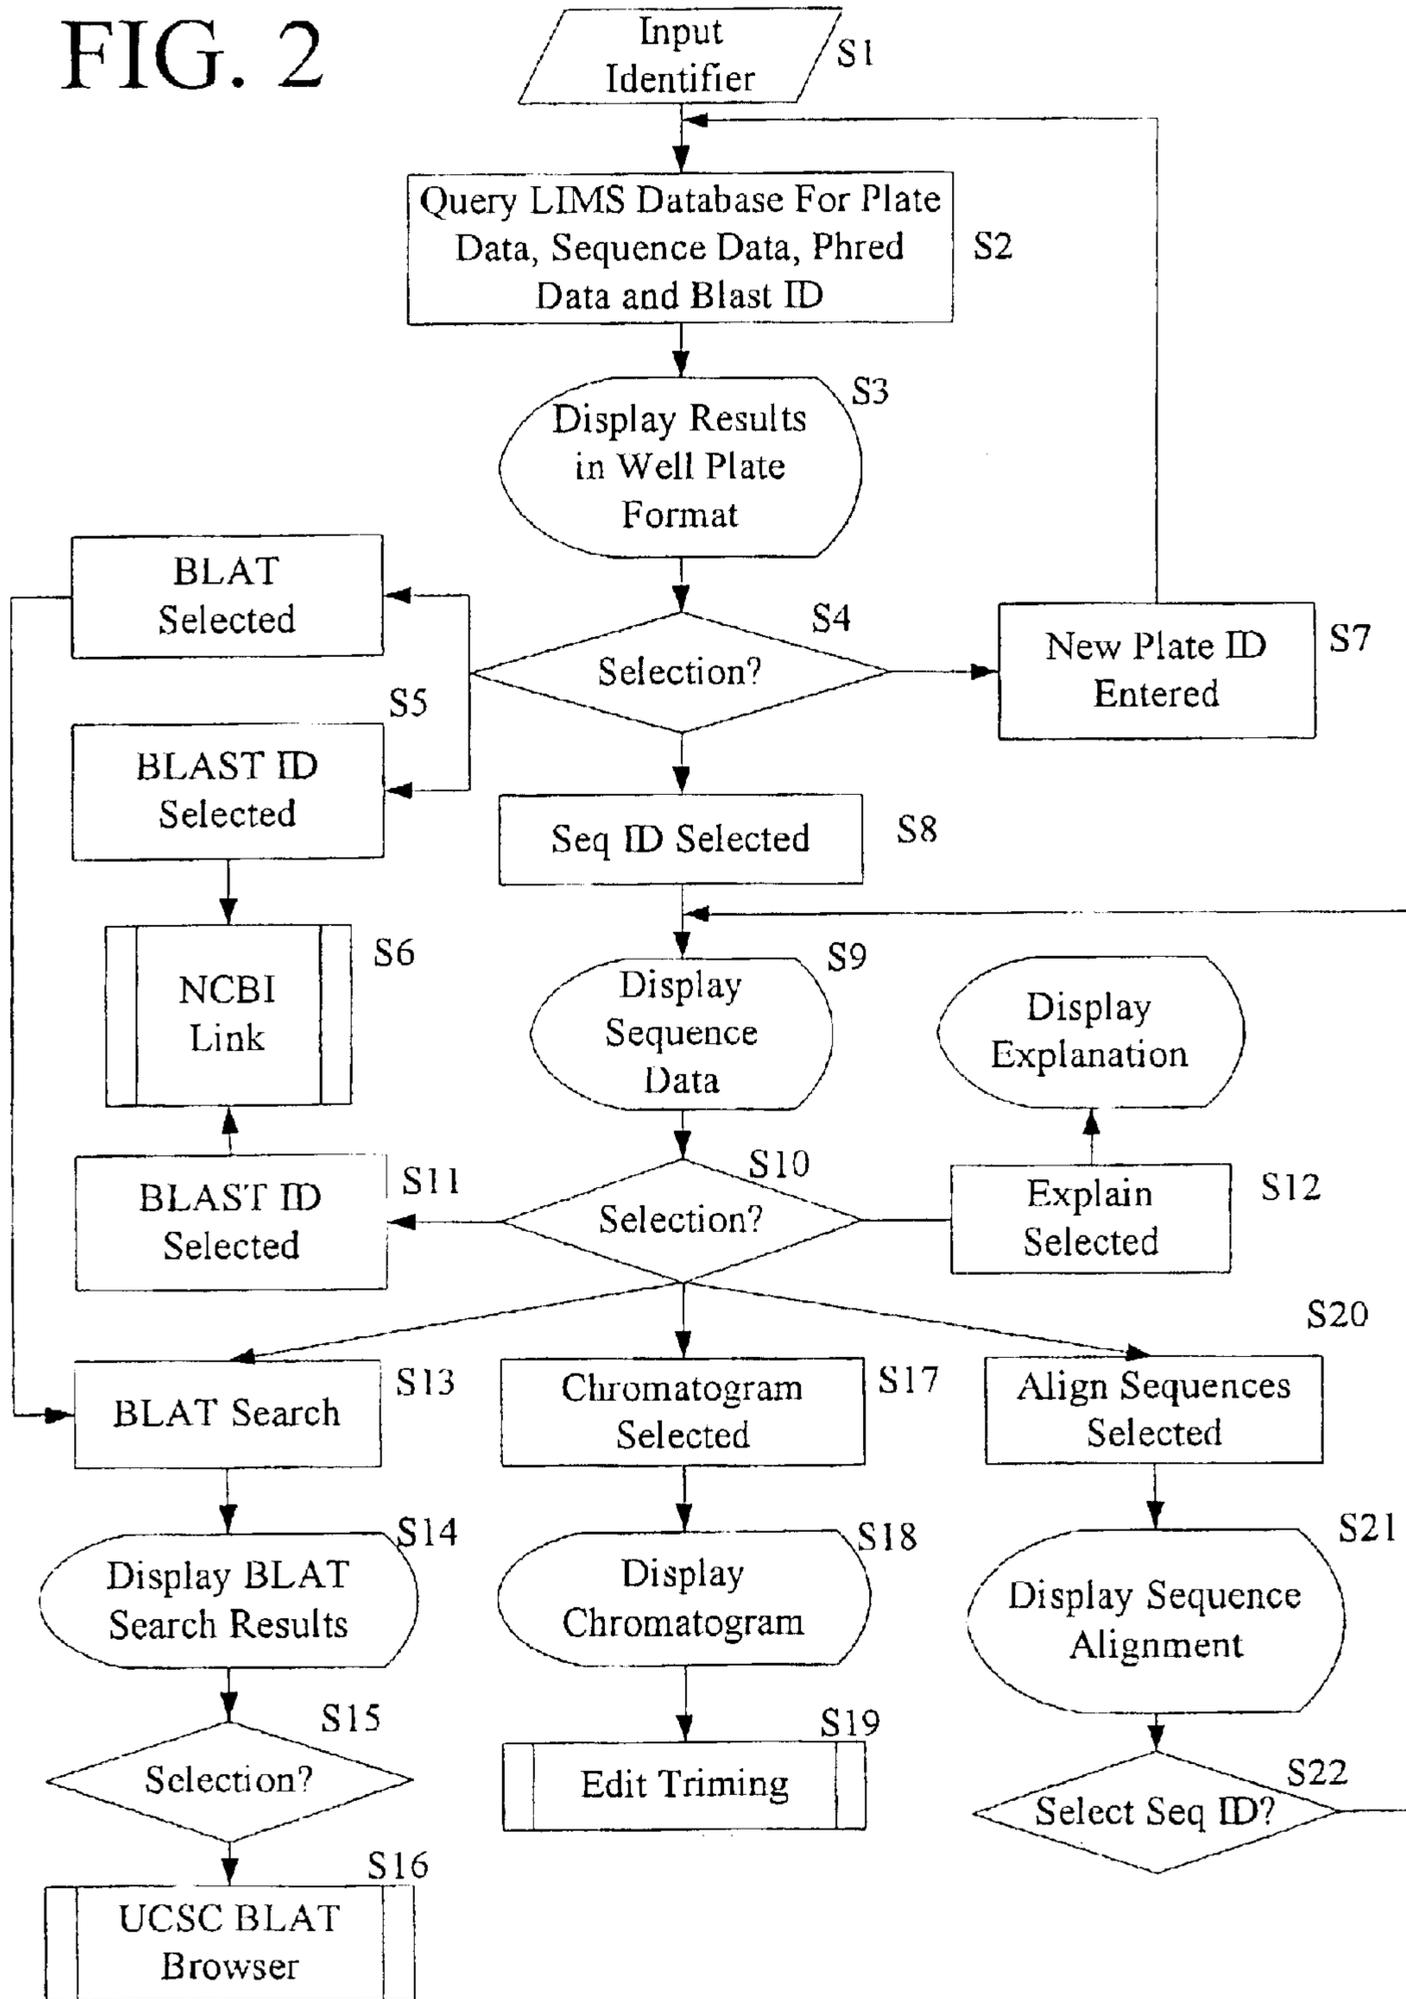 FIG. 2
Input
Identifier
S1
Query LIMS Database For Plate
Data, Sequence Data, Phred
Data and Blast ID
S2
S3
Display Results
in Well Plate
Format
BLAT
Selected
S4
Selection?
New Plate ID
Entered
S7
S5
BLAST ID
Selected
Seq ID Selected
S8
S6
NCBI
Link
S9
Display
Sequence
Data
Display
Explanation
S11
BLAST ID
Selected
S10
Selection?
Explain
Selected
S12
S13
BLAT Search
Chromatogram
Selected
S17
S20
Align Sequences
Selected
S14
Display BLAT
Search Results
S18
Display
Chromatogram
S21
Display Sequence
Alignment
S15
Selection?
S19
Edit Triming
S22
Select Seq ID?
S16
UCSC BLAT
Browser